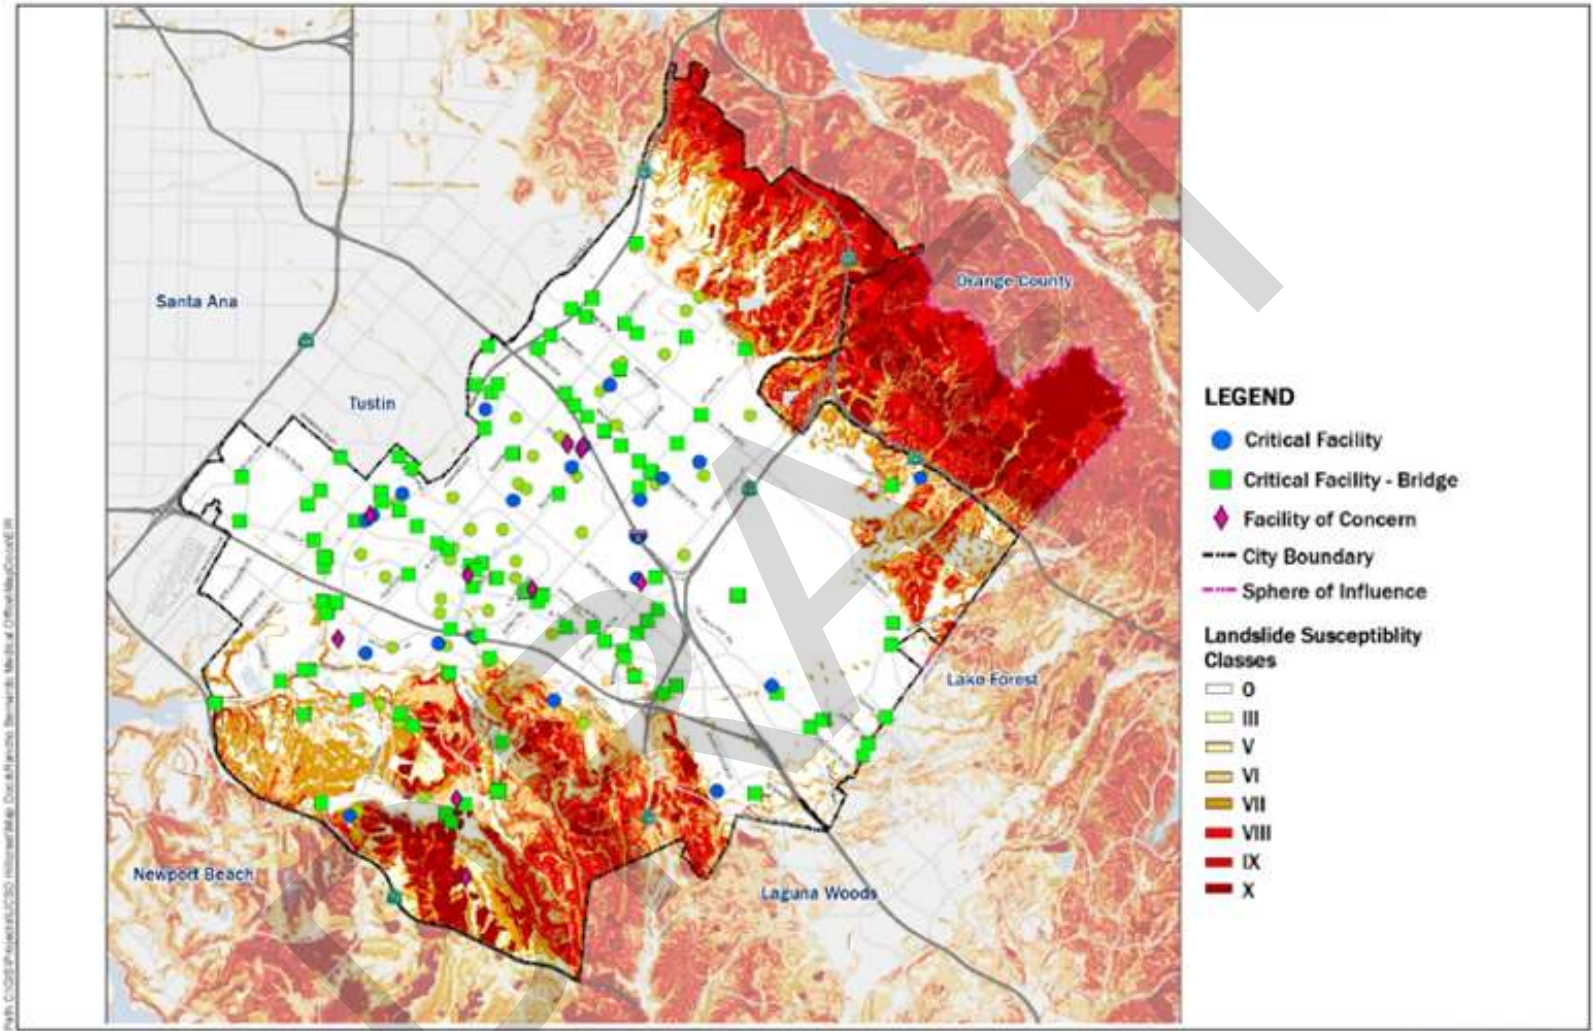 Santa Ana
Orange County
Tustin
LEGEND
Critical Facility
Critical Facility - Bridge
Facility of Concern
City Boundary
Sphere of Influence
Landslide Susceptiblity
Classes
0
III
V
VI
VII
VIII
IX
X
Lake Forest
Newport Beach
Laguna Woods
DRAFT